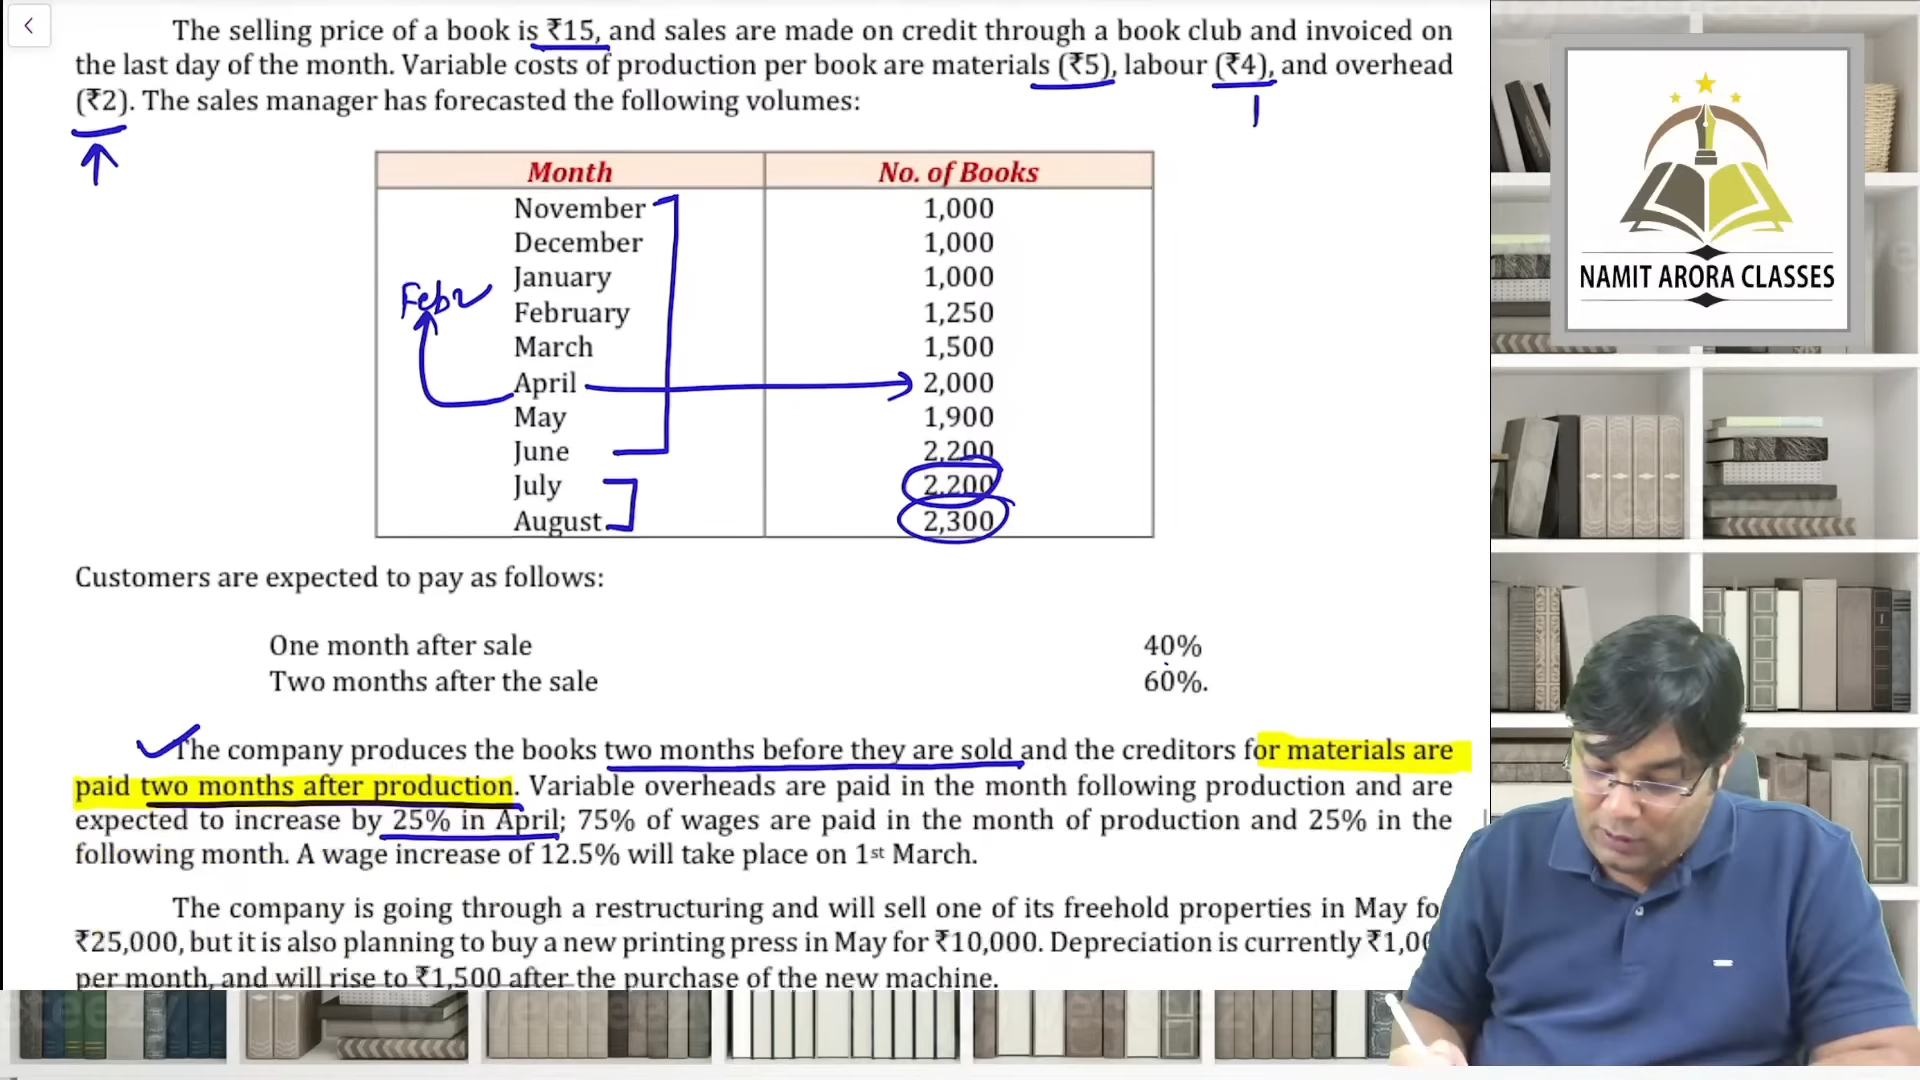 The selling price of a book is ₹15, and sales are made on credit through a book club and invoiced on
the last day of the month. Variable costs of production per book are materials (₹5), labour (₹4), and overhead
(₹2). The sales manager has forecasted the following volumes:
Month No. of Books
November 1,000
December 1,000
January 1,000
Feb
February 1,250
March 1,500
April 2,000
May 1,900
June 2,200
July 2,200
August 2,300
Customers are expected to pay as follows:
One month after sale 40%
Two months after the sale 60%.
The company produces the books two months before they are sold and the creditors for materials are
paid two months after production. Variable overheads are paid in the month following production and are
expected to increase by 25% in April; 75% of wages are paid in the month of production and 25% in the
following month. A wage increase of 12.5% will take place on 1st March.
The company is going through a restructuring and will sell one of its freehold properties in May fo
₹25,000, but it is also planning to buy a new printing press in May for ₹10,000. Depreciation is currently ₹1,00
per month, and will rise to ₹1,500 after the purchase of the new machine.
NAMIT ARORA CLASSES